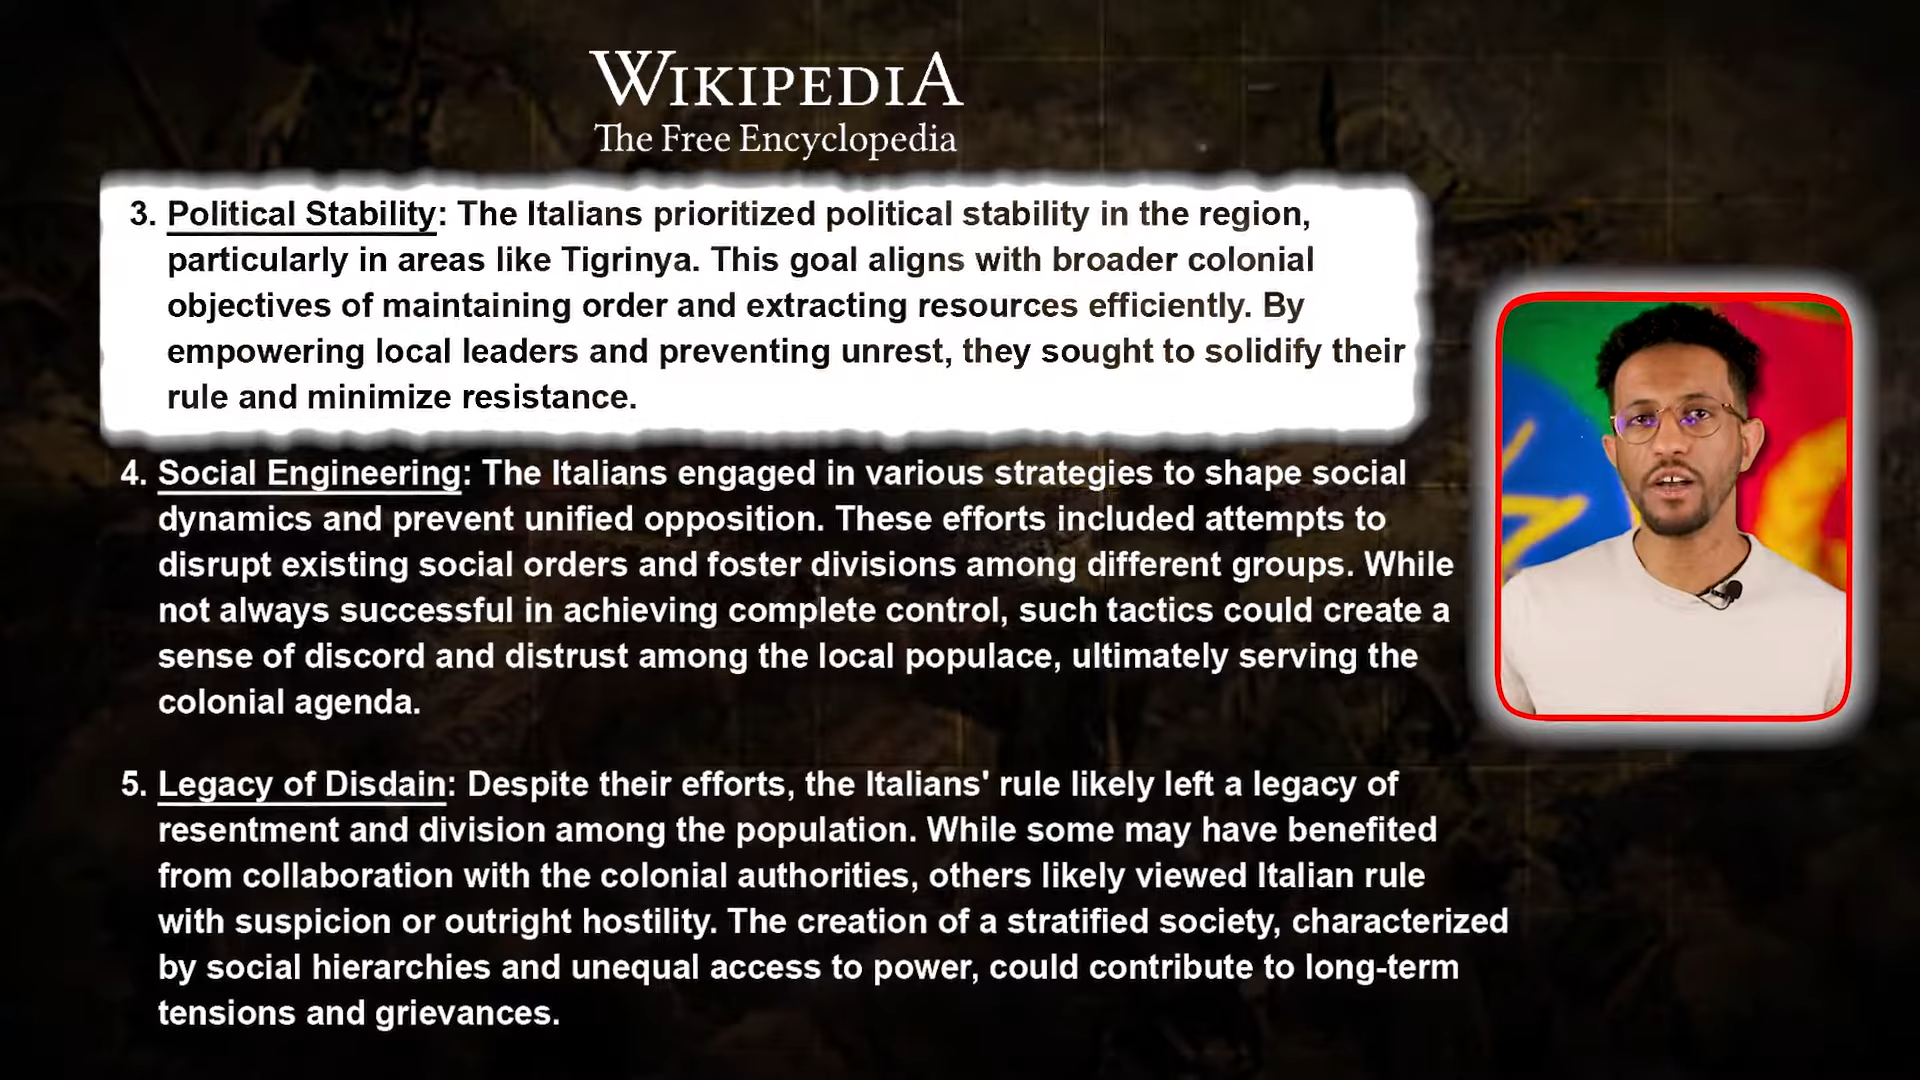 WIKIPEDIA
The Free Encyclopedia
3. Political Stability: The Italians prioritized political stability in the region,
particularly in areas like Tigrinya. This goal aligns with broader colonial
objectives of maintaining order and extracting resources efficiently. By
empowering local leaders and preventing unrest, they sought to solidify their
rule and minimize resistance.
4. Social Engineering: The Italians engaged in various strategies to shape social
dynamics and prevent unified opposition. These efforts included attempts to
disrupt existing social orders and foster divisions among different groups. While
not always successful in achieving complete control, such tactics could create a
sense of discord and distrust among the local populace, ultimately serving the
colonial agenda.
5. Legacy of Disdain: Despite their efforts, the Italians' rule likely left a legacy of
resentment and division among the population. While some may have benefited
from collaboration with the colonial authorities, others likely viewed Italian rule
with suspicion or outright hostility. The creation of a stratified society, characterized
by social hierarchies and unequal access to power, could contribute to long-term
tensions and grievances.